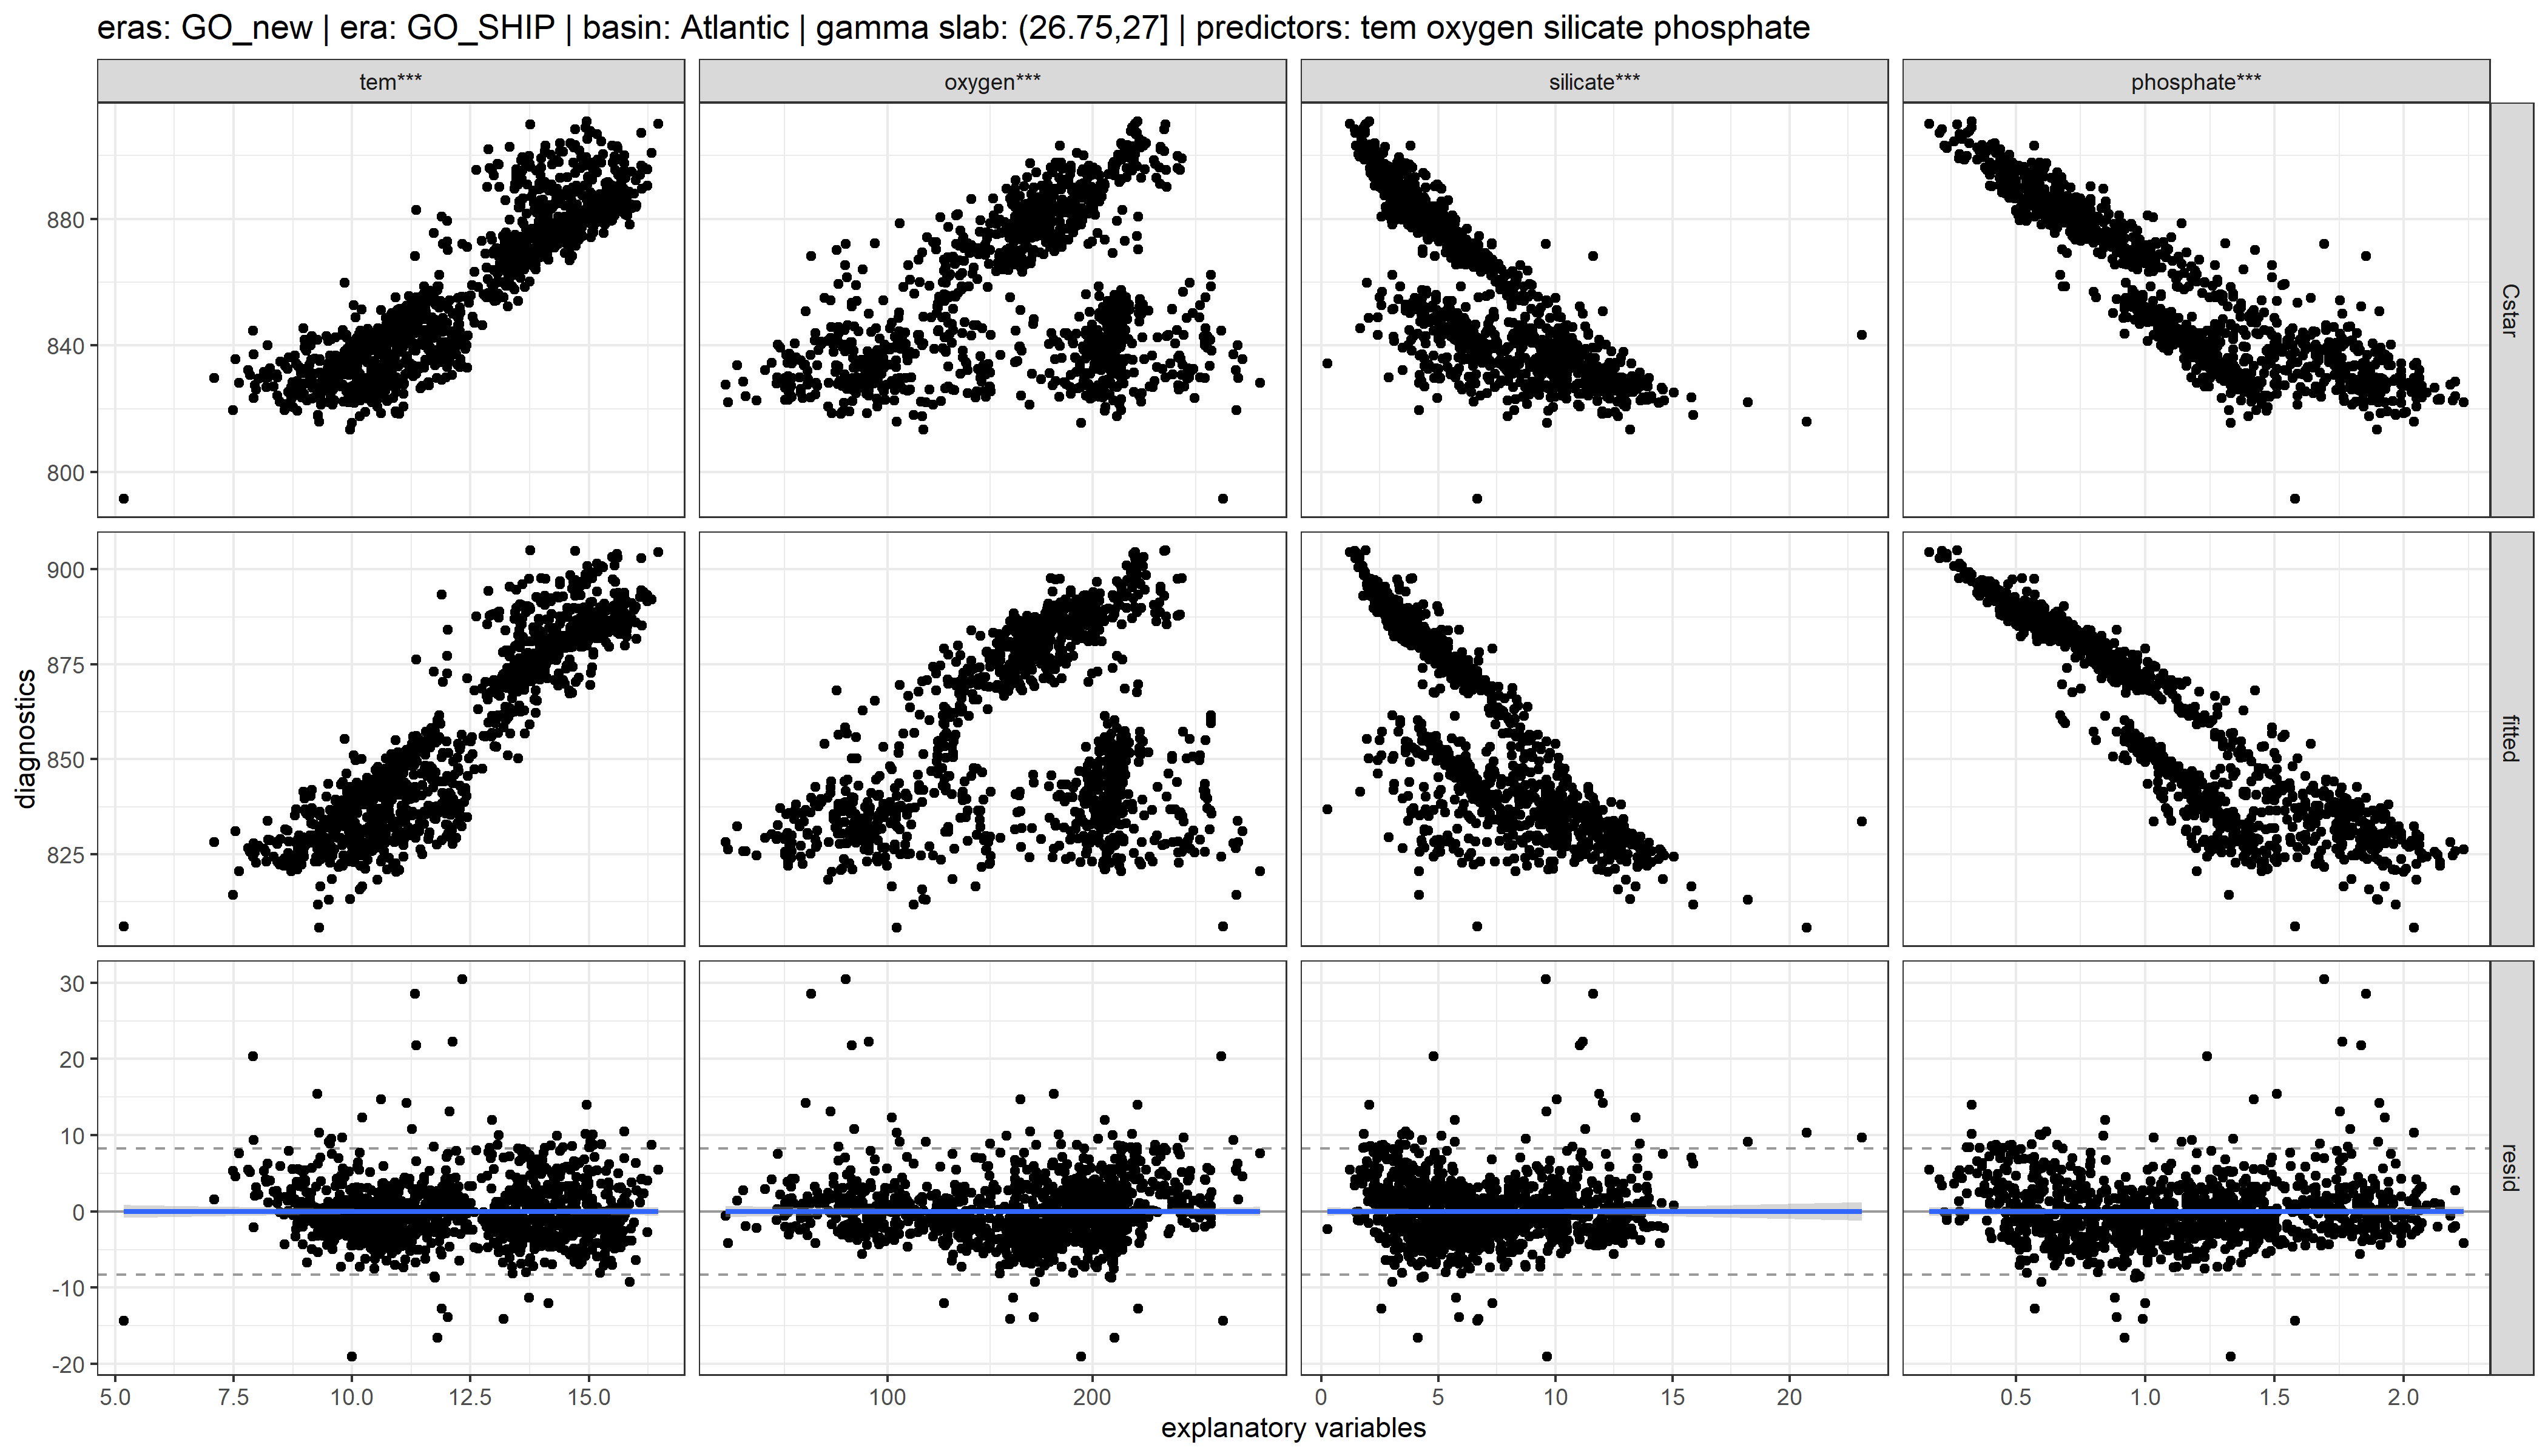 eras: GO_new | era: GO_SHIP | basin: Atlantic | gamma slab: (26.75,27] | predictors: tem oxygen silicate phosphate
tem*** oxygen*** silicate*** phosphate***
880
840
800
Cstar
900
875
850
825
fitted
diagnostics
30
20
10
0
-10
-20
resid
5.0 7.5 10.0 12.5 15.0 100 200 0 5 10 15 20 0.5 1.0 1.5 2.0
explanatory variables